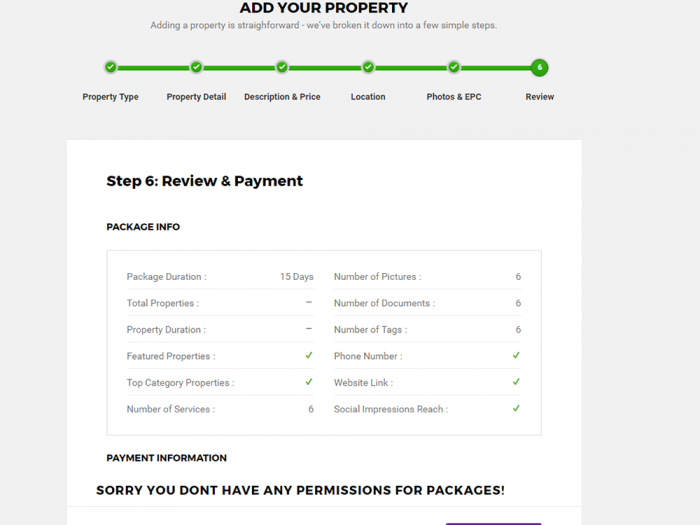 ADD YOUR PROPERTY
Adding a property is straighforward - we've broken it down into a few simple steps.
6
Property Type Property Detail Description & Price Location Photos & EPC Review
Step 6: Review & Payment
PACKAGE INFO
Package Duration : 15 Days Number of Pictures : 6
Total Properties : – Number of Documents : 6
Property Duration : – Number of Tags : 6
Featured Properties : ✓ Phone Number : ✓
Top Category Properties : ✓ Website Link : ✓
Number of Services : 6 Social Impressions Reach : ✓
PAYMENT INFORMATION
SORRY YOU DONT HAVE ANY PERMISSIONS FOR PACKAGES!